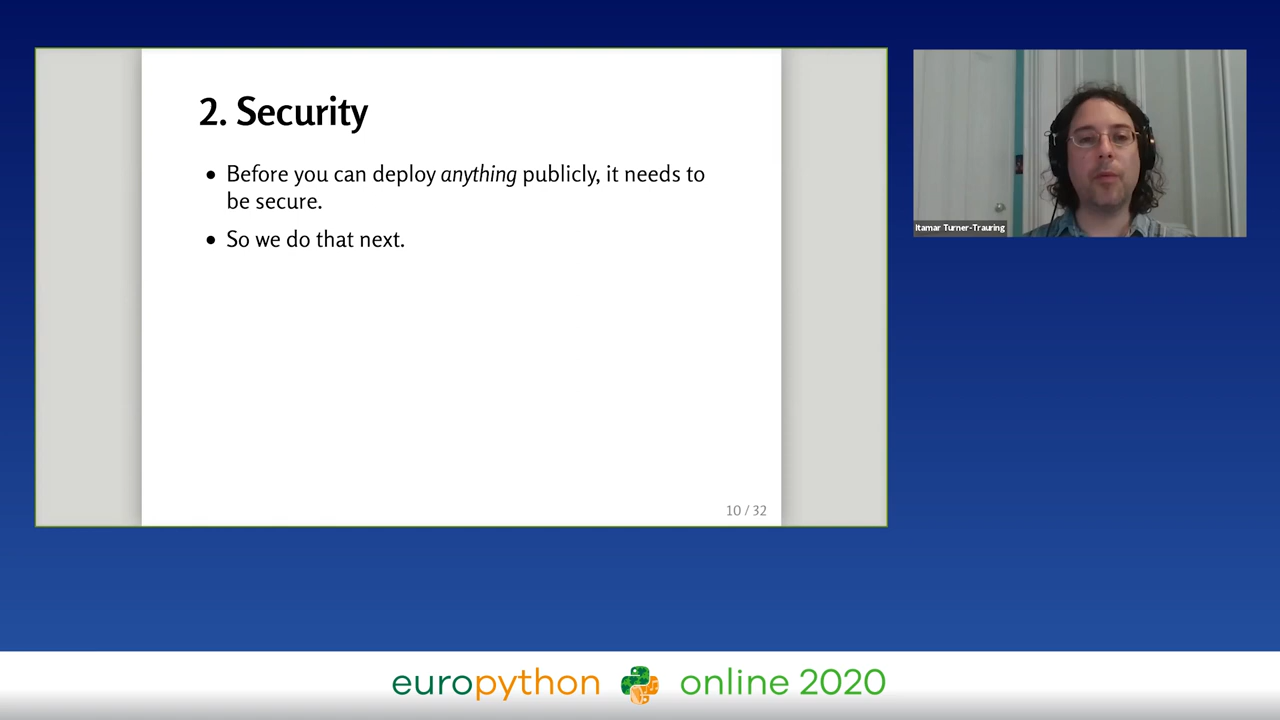 2. Security
• Before you can deploy anything publicly, it needs to
be secure.
• So we do that next.
10 / 32
Itamar Turner-Trauring
europython online 2020